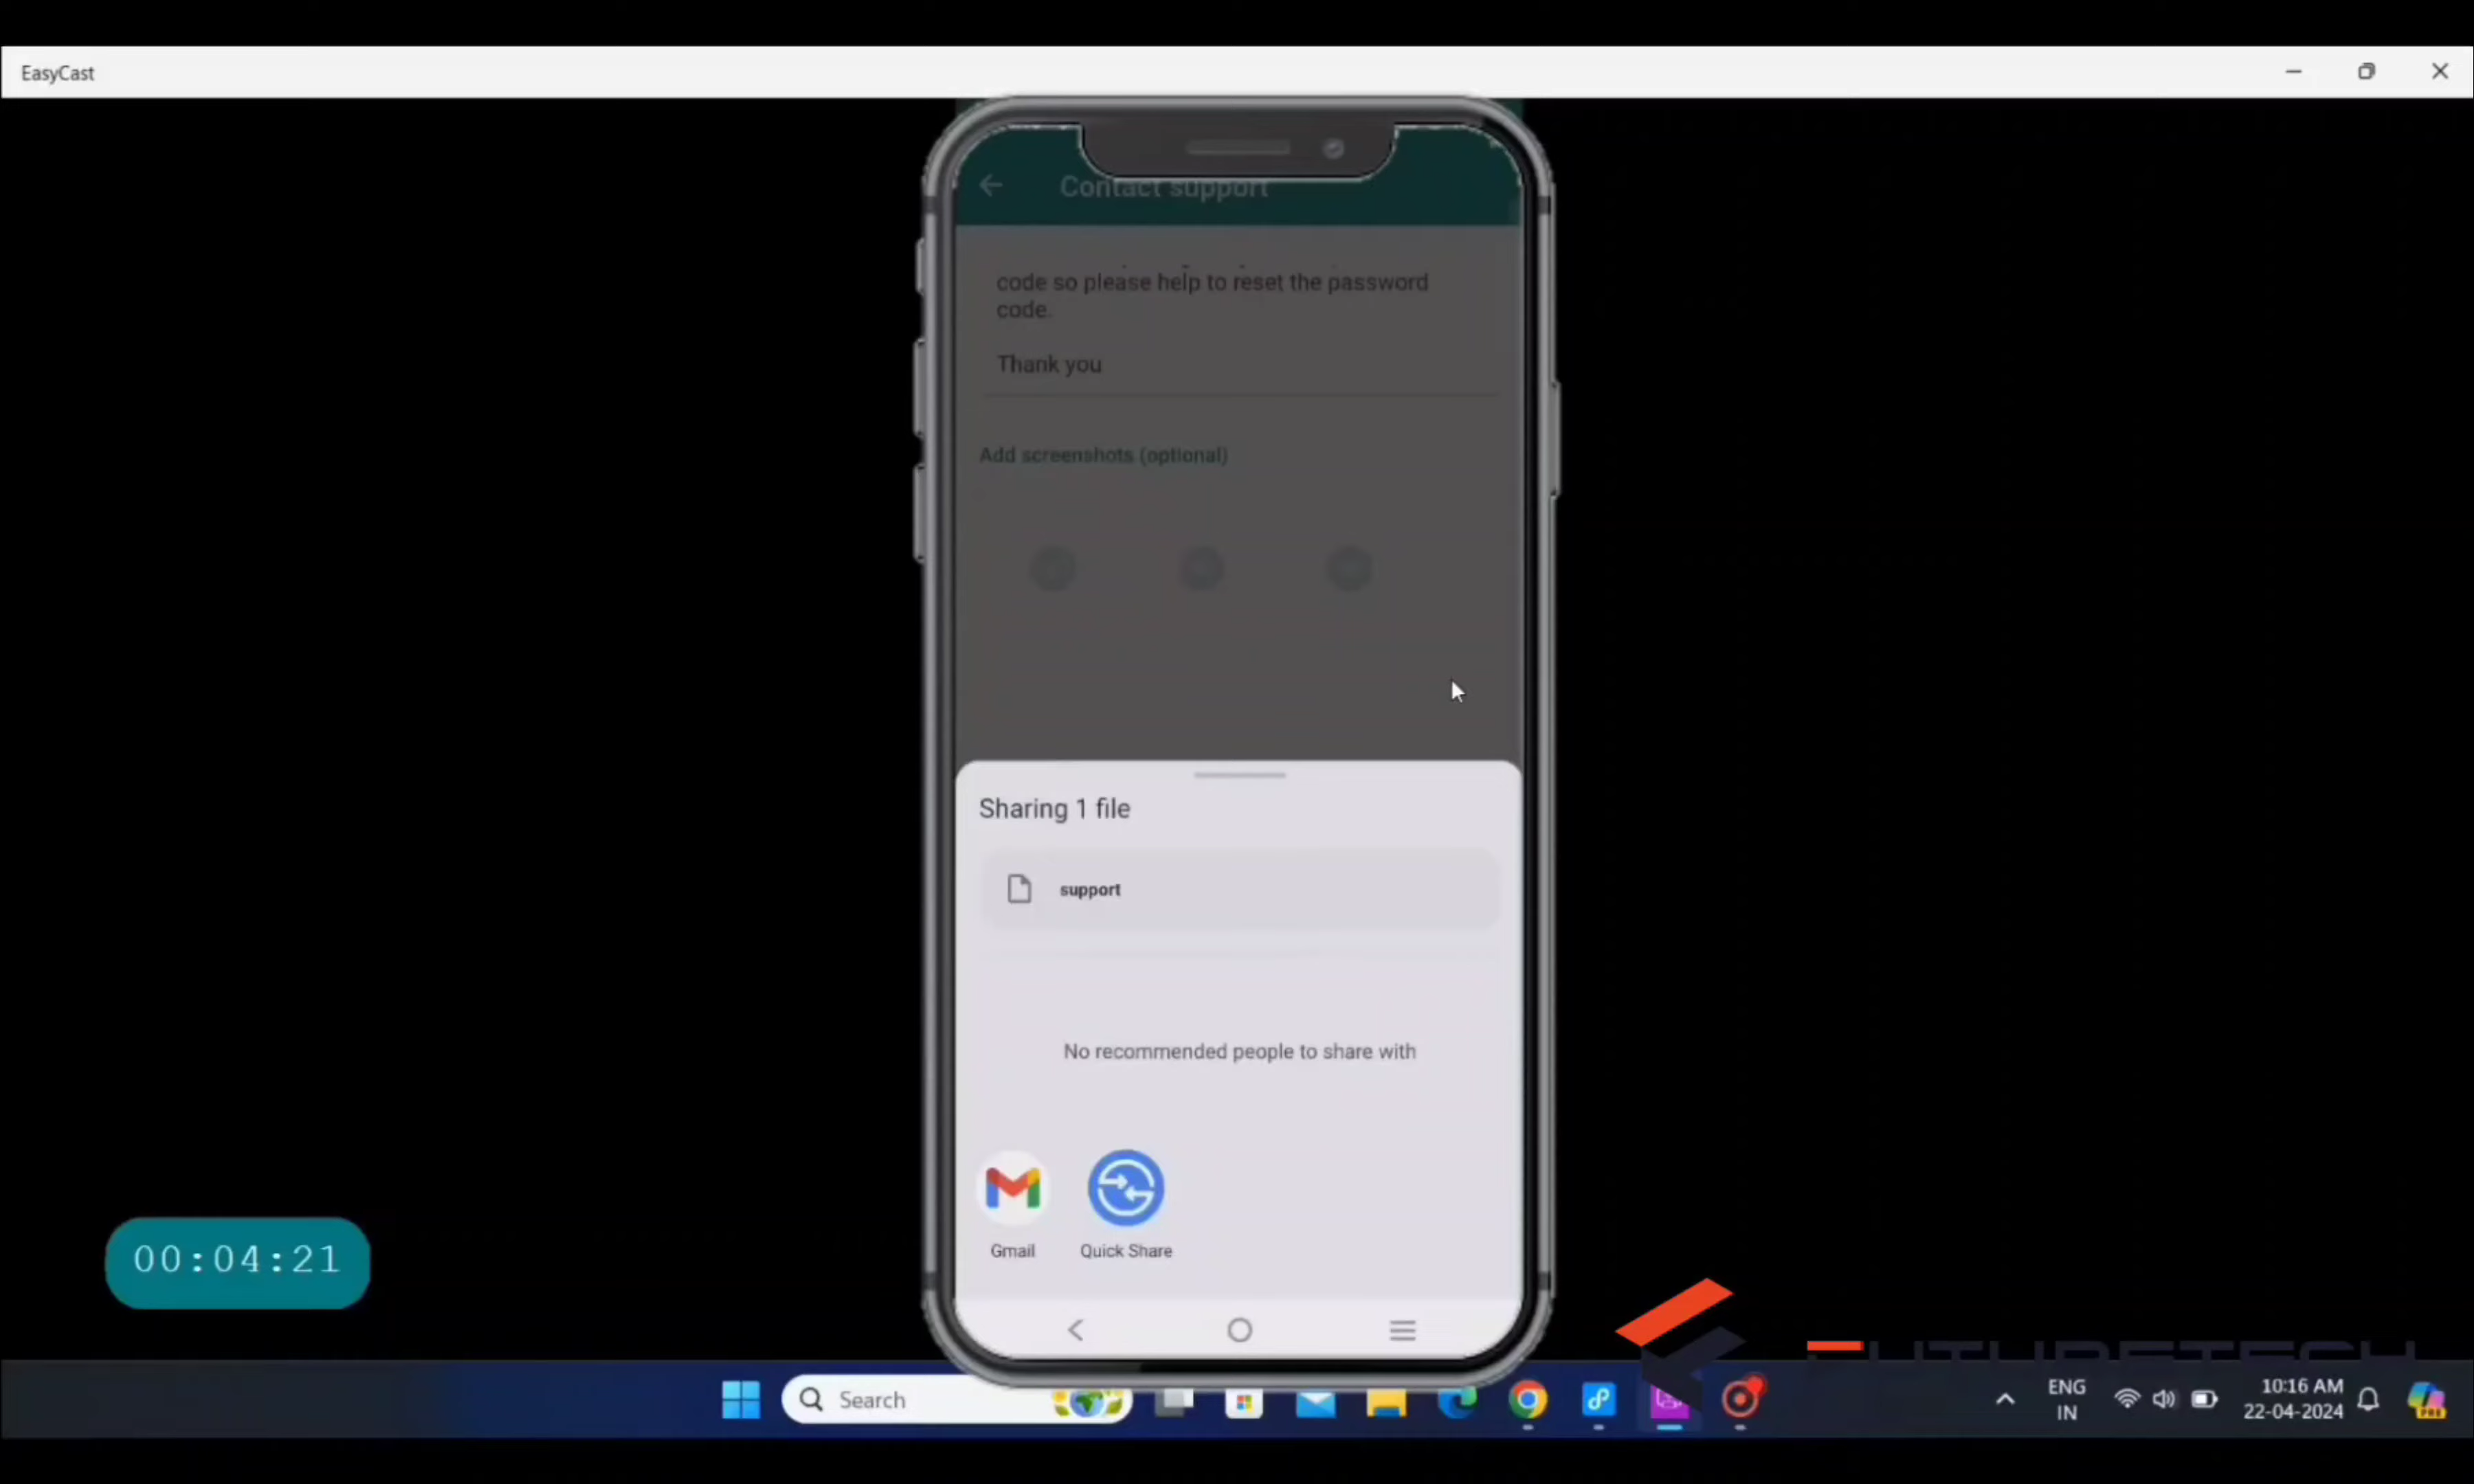 EasyCast
Contact support
code so please help to reset the password
code.
Thank you
Add screenshots (optional)
Sharing 1 file
support
No recommended people to share with
Gmail
Quick Share
00:04:21
FUTURETECH
Search
ENG
IN
10:16 AM
22-04-2024
PRE